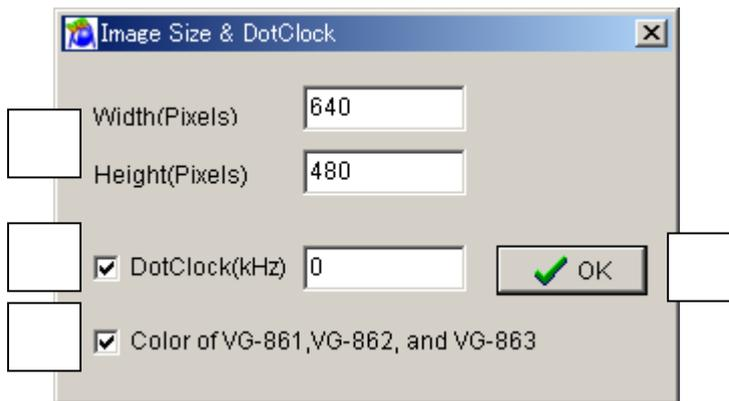 Image Size & DotClock
Width(Pixels)
640
Height(Pixels)
480
DotClock(kHz)
0
OK
Color of VG-861,VG-862, and VG-863